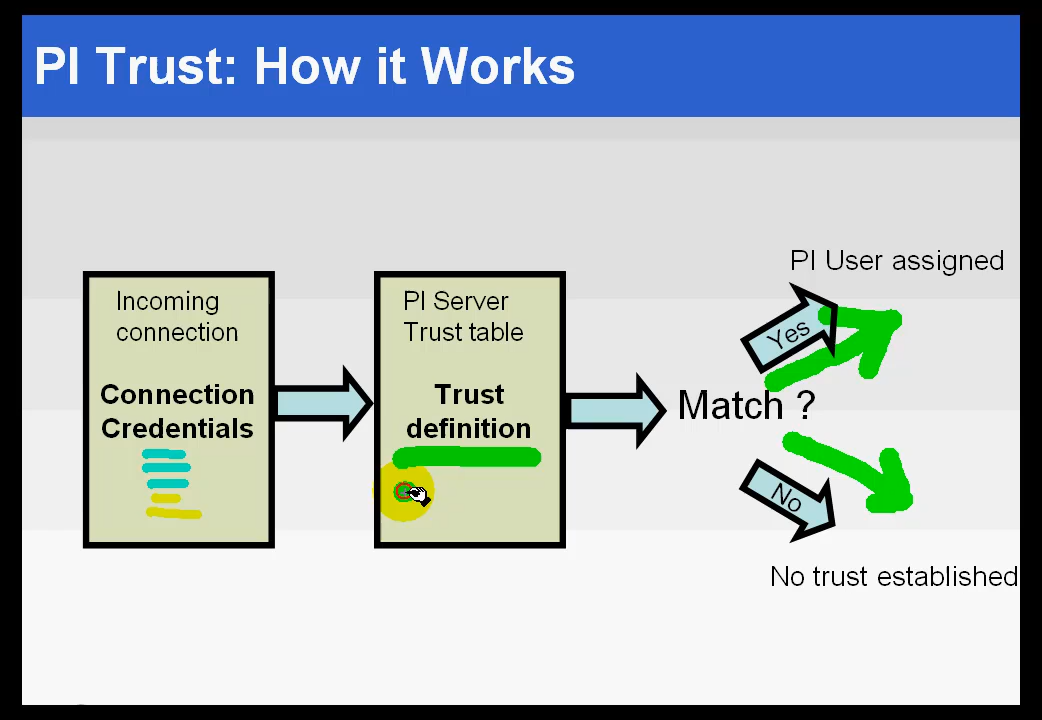 PI Trust: How it Works
PI User assigned
Incoming
connection
Connection
Credentials
PI Server
Trust table
Trust
definition
Yes
Match ?
No
No trust established